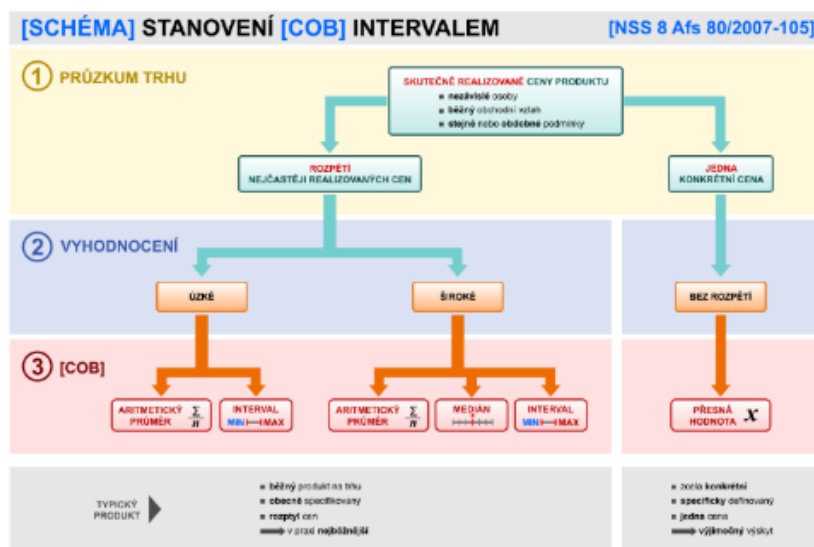 [SCHÉMA] STANOVENÍ [COB] INTERVALEM
[NSS 8 Afs 80/2007-105]
1 PRŮZKUM TRHU
SKUTEČNĚ REALIZOVANÉ CENY PRODUKTU
nezávislé osoby
běžný obchodní vztah
stejné nebo obdobné podmínky
ROZPĚTÍ
NEJČASTĚJI REALIZOVANÝCH CEN
JEDNA
KONKRÉTNÍ CENA
2 VYHODNOCENÍ
ÚZKÉ
ŠIROKÉ
BEZ ROZPĚTÍ
3 [COB]
ARITMETICKÝ
PRŮMĚR
Σ
n
INTERVAL
MIN MAX
ARITMETICKÝ
PRŮMĚR
Σ
n
MEDIÁN
INTERVAL
MIN MAX
PŘESNÁ
HODNOTA
x
TYPICKÝ
PRODUKT
běžný produkt na trhu
obecně specifikovaný
rozptyl cen
v praxi nejběžnější
zcela konkrétní
specificky definovaný
jedna cena
výjimečný výskyt